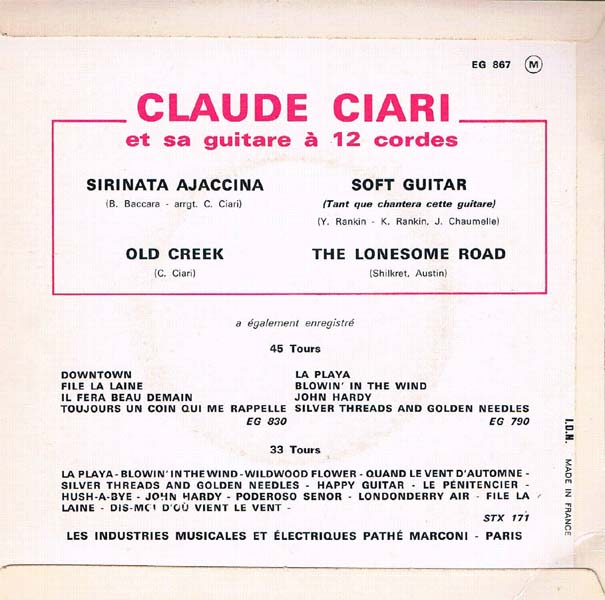 EG 867 M
CLAUDE CIARI
et sa guitare à 12 cordes
SIRINATA AJACCINA
(B. Baccara - arrgt. C. Ciari)
SOFT GUITAR
(Tant que chantera cette guitare)
(Y. Rankin - K. Rankin, J. Chaumelle)
OLD CREEK
(C. Ciari)
THE LONESOME ROAD
(Shilkret, Austin)
a également enregistré
45 Tours
DOWNTOWN
FILE LA LAINE
IL FERA BEAU DEMAIN
TOUJOURS UN COIN QUI ME RAPPELLE
EG 830
LA PLAYA
BLOWIN' IN THE WIND
JOHN HARDY
SILVER THREADS AND GOLDEN NEEDLES
EG 790
33 Tours
LA PLAYA - BLOWIN' IN THE WIND - WILDWOOD FLOWER - QUAND LE VENT D'AUTOMNE -
SILVER THREADS AND GOLDEN NEEDLES - HAPPY GUITAR - LE PÉNITENCIER -
HUSH-A-BYE - JOHN HARDY - PODEROSO SENOR - LONDONDERRY AIR - FILE LA
LAINE - DIS-MOI D'OÙ VIENT LE VENT -
STX 171
LES INDUSTRIES MUSICALES ET ÉLECTRIQUES PATHÉ MARCONI - PARIS
I.D.N. MADE IN FRANCE